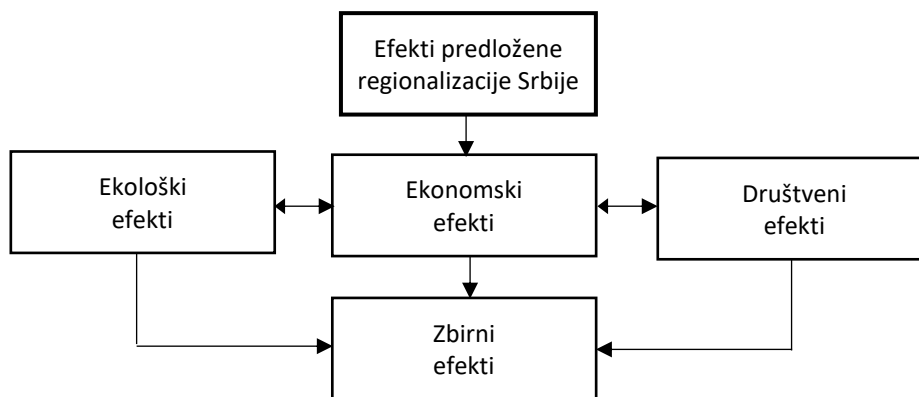 Efekti predložene
regionalizacije Srbije
Ekološki
efekti
Ekonomski
efekti
Društveni
efekti
Zbirni
efekti